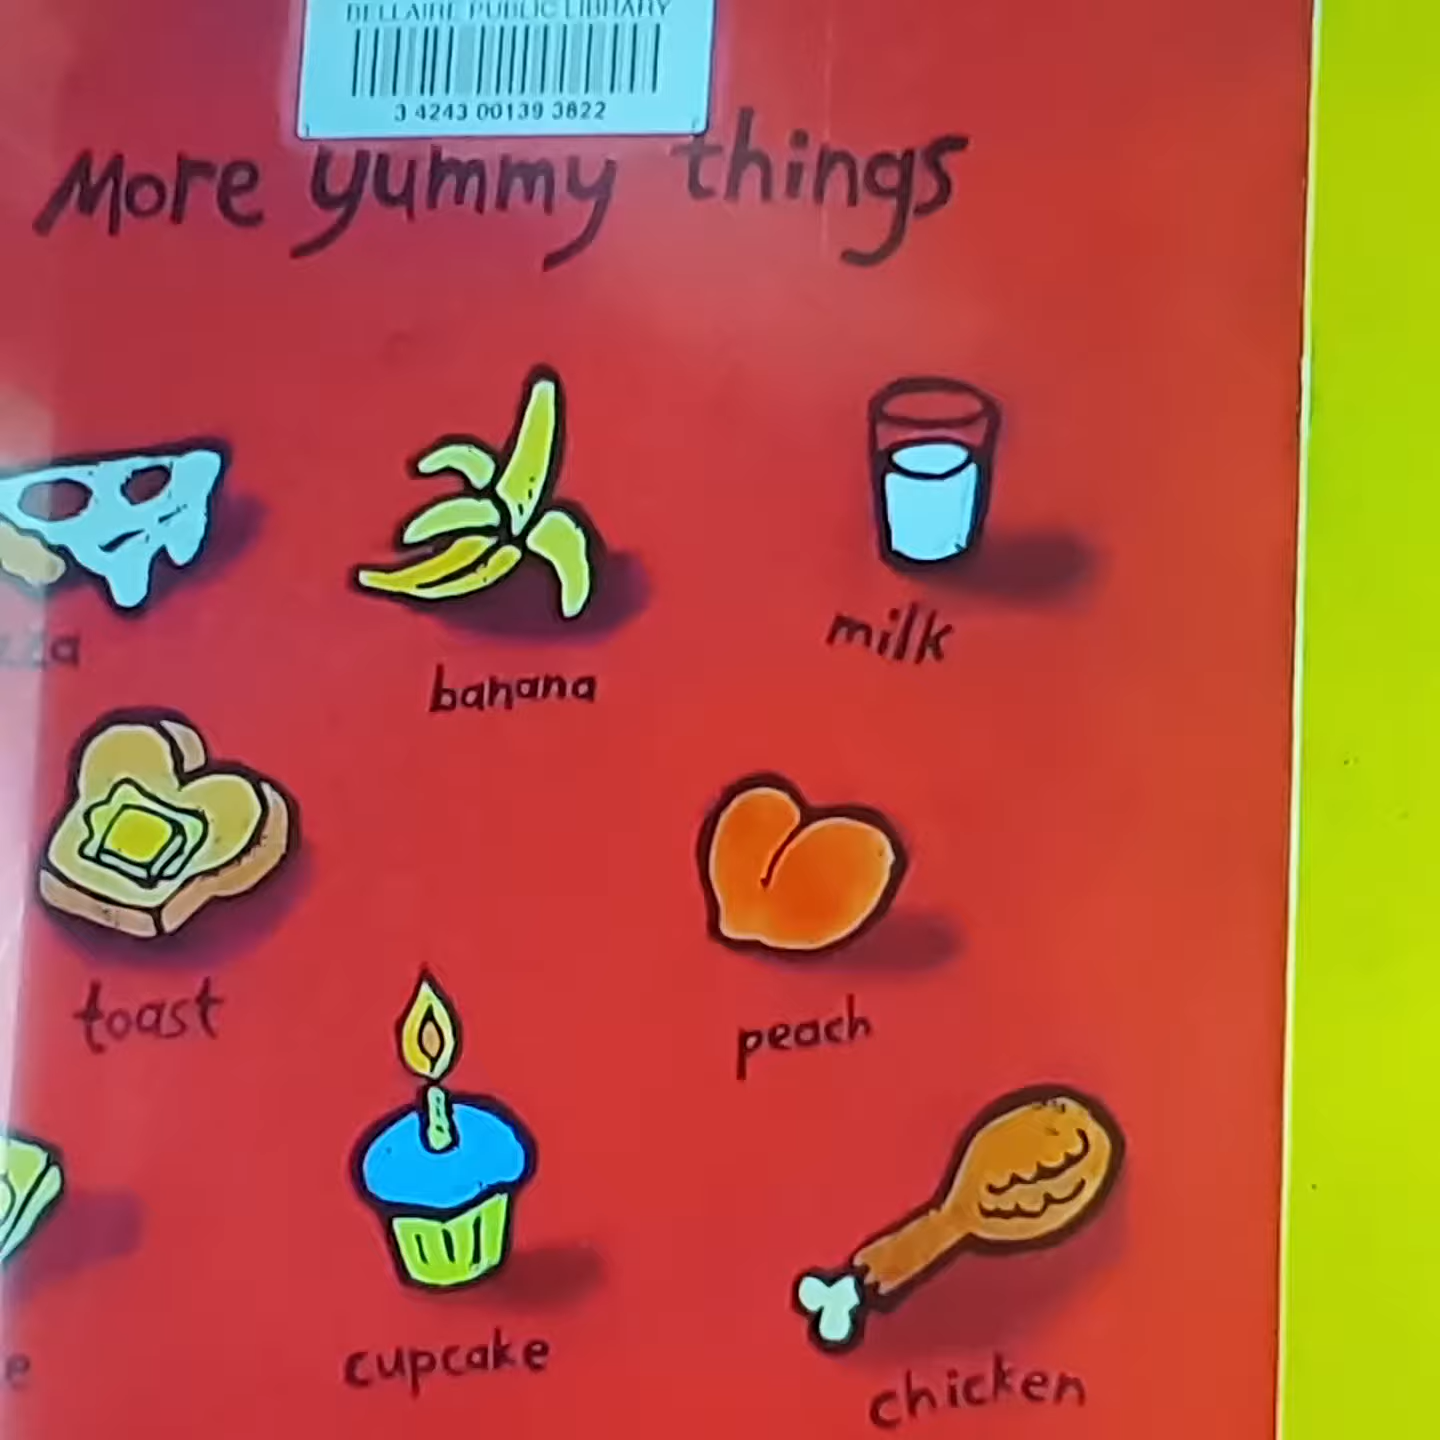 BELLAIRE PUBLIC LIBRARY
3 4243 00139 3822
More yummy things
banana
milk
toast
peach
cupcake
chicken